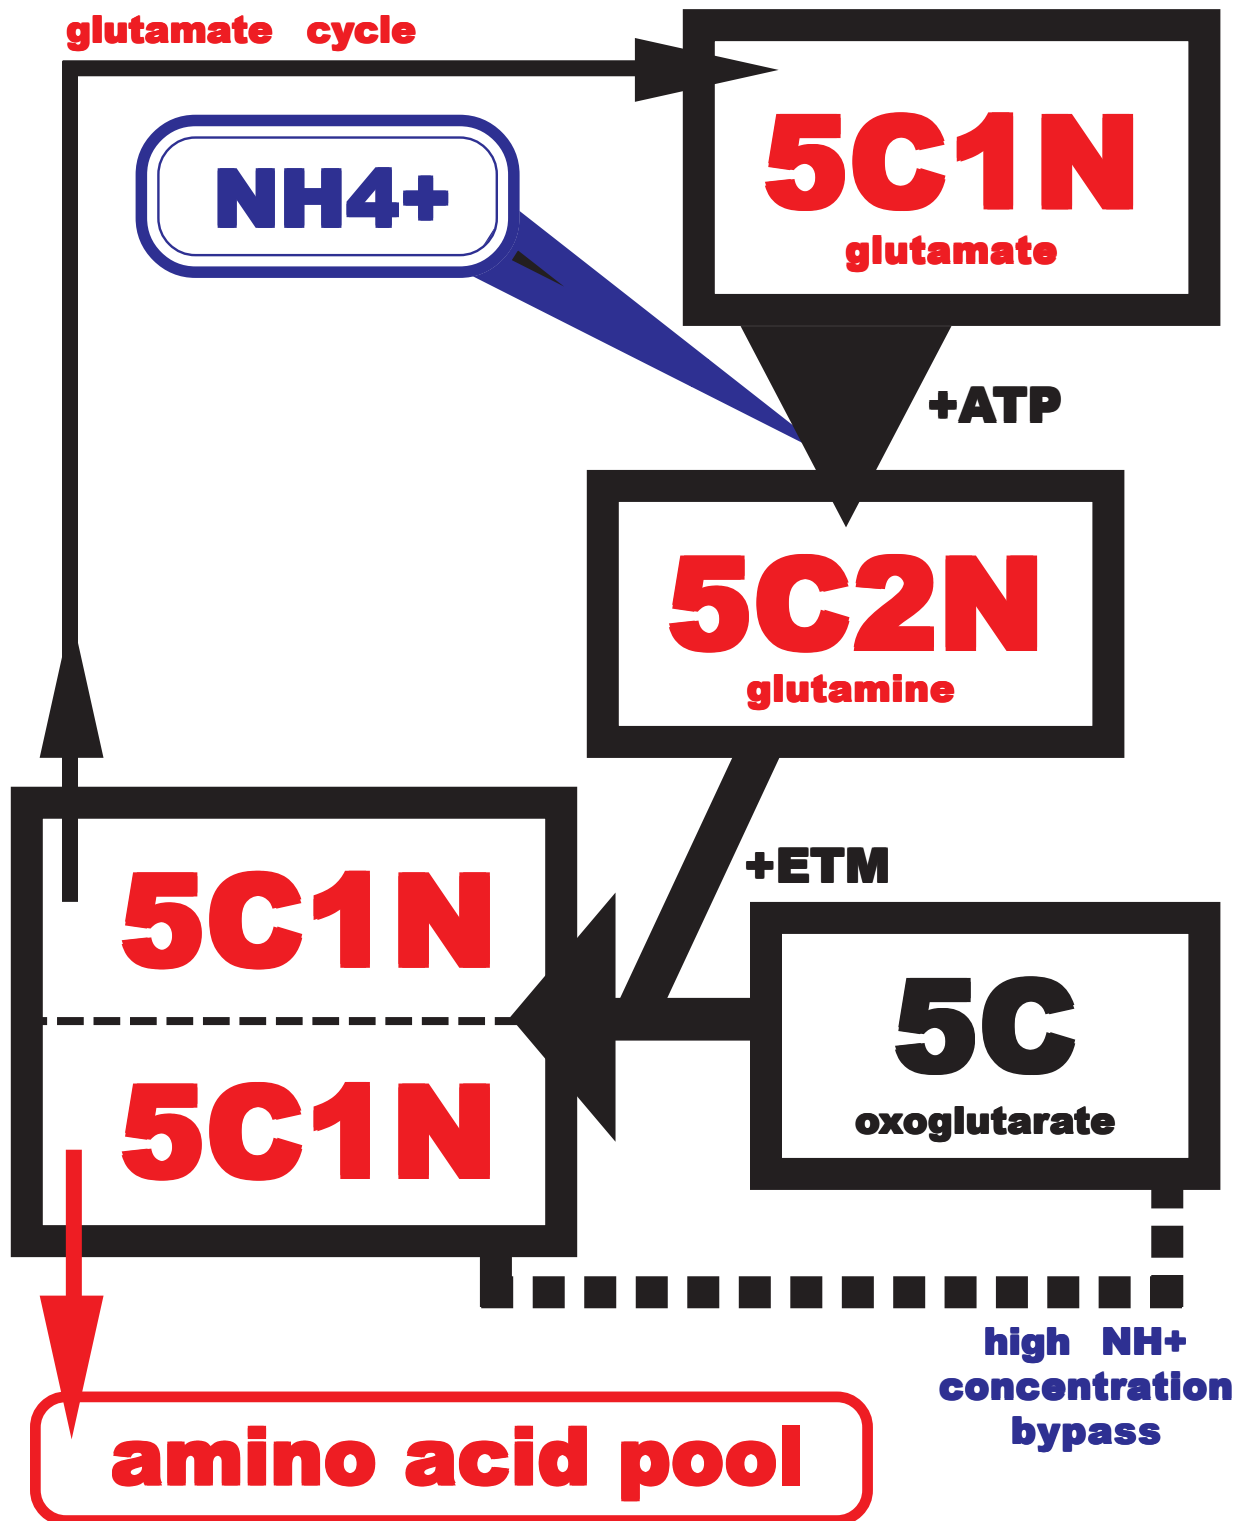 glutamate cycle
NH4+
5C1N
glutamate
+ATP
5C2N
glutamine
+ETM
5C1N
5C1N
5C
oxoglutarate
high NH+
concentration
bypass
amino acid pool